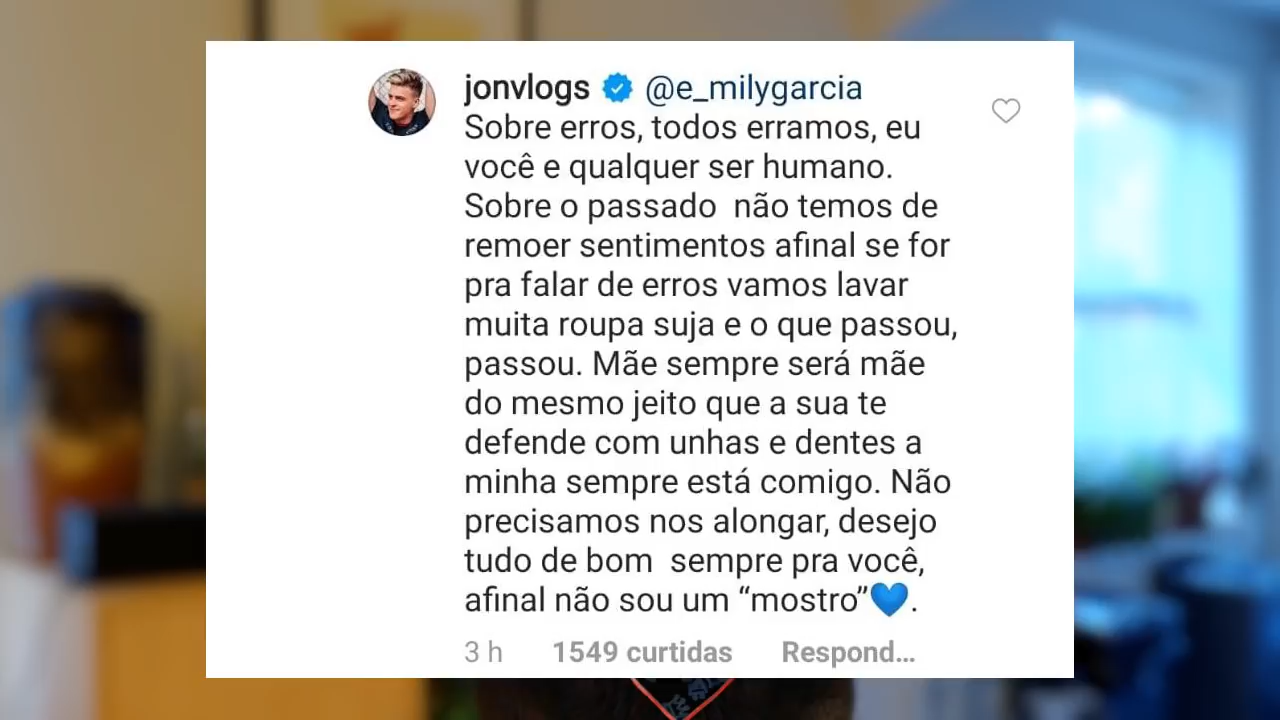 jonvlogs @e_milygarcia
Sobre erros, todos erramos, eu
você e qualquer ser humano.
Sobre o passado  não temos de
remoer sentimentos afinal se for
pra falar de erros vamos lavar
muita roupa suja e o que passou,
passou. Mãe sempre será mãe
do mesmo jeito que a sua te
defende com unhas e dentes a
minha sempre está comigo. Não
precisamos nos alongar, desejo
tudo de bom  sempre pra você,
afinal não sou um “mostro”💙.
3 h 1549 curtidas Respond...